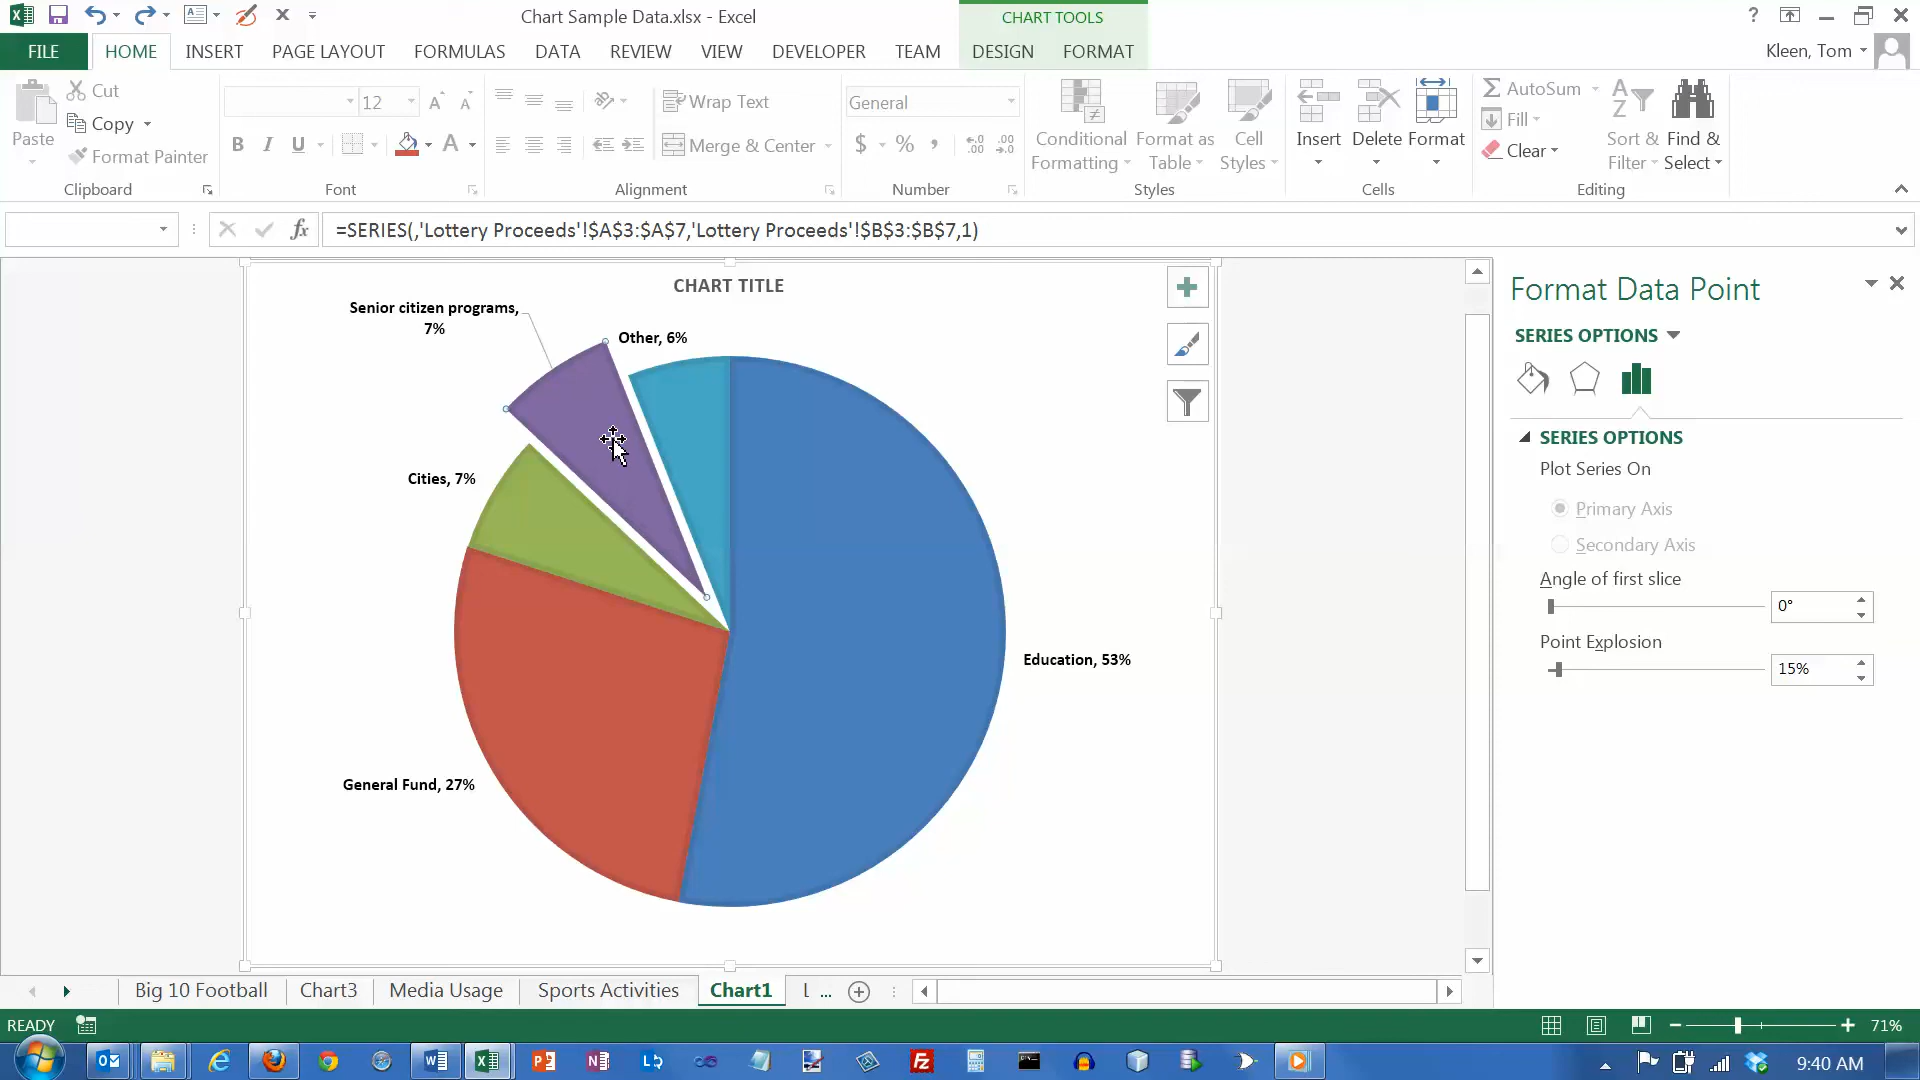 Chart Sample Data.xlsx - Excel
CHART TOOLS
?
FILE HOME INSERT PAGE LAYOUT FORMULAS DATA REVIEW VIEW DEVELOPER TEAM DESIGN FORMAT Kleen, Tom
Paste
Cut
Copy
Format Painter
Clipboard
12
B I U
Font
Wrap Text
Merge & Center
Alignment
General
$ % ,
Number
Conditional Formatting
Format as Table
Cell Styles
Styles
Insert
Delete
Format
Cells
AutoSum
Fill
Clear
Sort & Filter
Find & Select
Editing
fx =SERIES(,'Lottery Proceeds'!$A$3:$A$7,'Lottery Proceeds'!$B$3:$B$7,1)
CHART TITLE
Senior citizen programs,
7%
Other, 6%
Cities, 7%
Education, 53%
General Fund, 27%
Format Data Point
SERIES OPTIONS
SERIES OPTIONS
Plot Series On
Primary Axis
Secondary Axis
Angle of first slice
0°
Point Explosion
15%
Big 10 Football Chart3 Media Usage Sports Activities Chart1 ...
READY
71%
9:40 AM